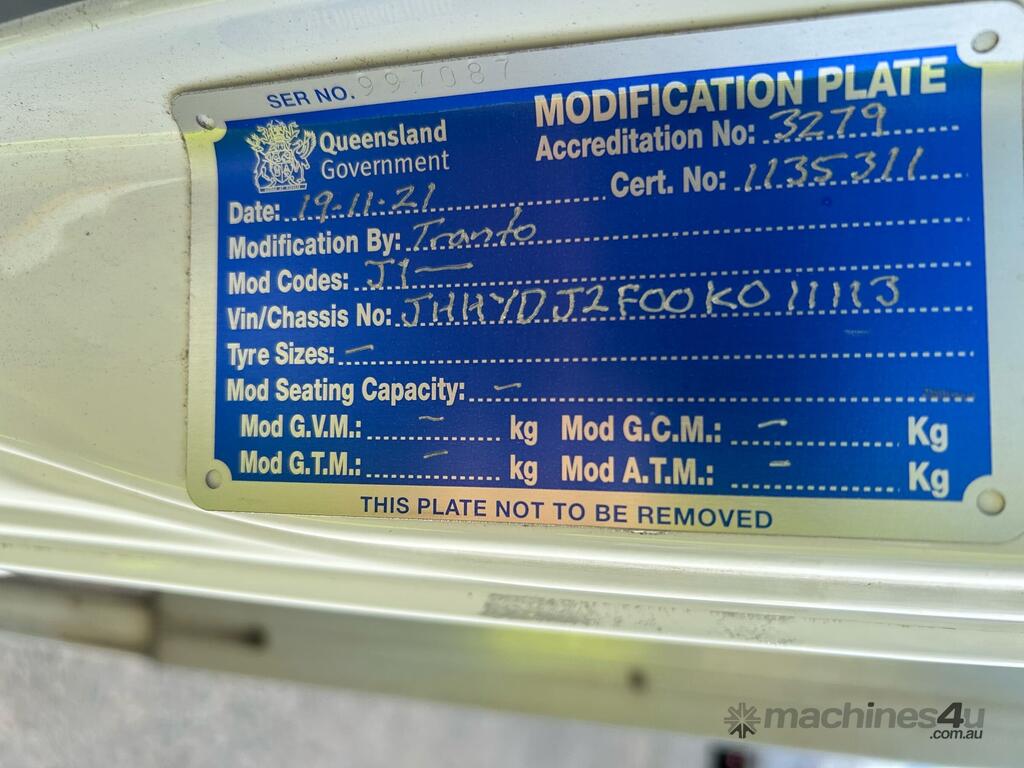 SER NO. 997087
MODIFICATION PLATE
Queensland
Government
Accreditation No: 3279
Cert. No: 1135311
Date: 19-11-21
Modification By: Tranto
Mod Codes: J1 —
Vin/Chassis No: JHHYDJ2F00K011113
Tyre Sizes: –
Mod Seating Capacity: –
Mod G.V.M.: – kg Mod G.C.M.: – Kg
Mod G.T.M.: – kg Mod A.T.M.: – Kg
THIS PLATE NOT TO BE REMOVED
machines4u
.com.au